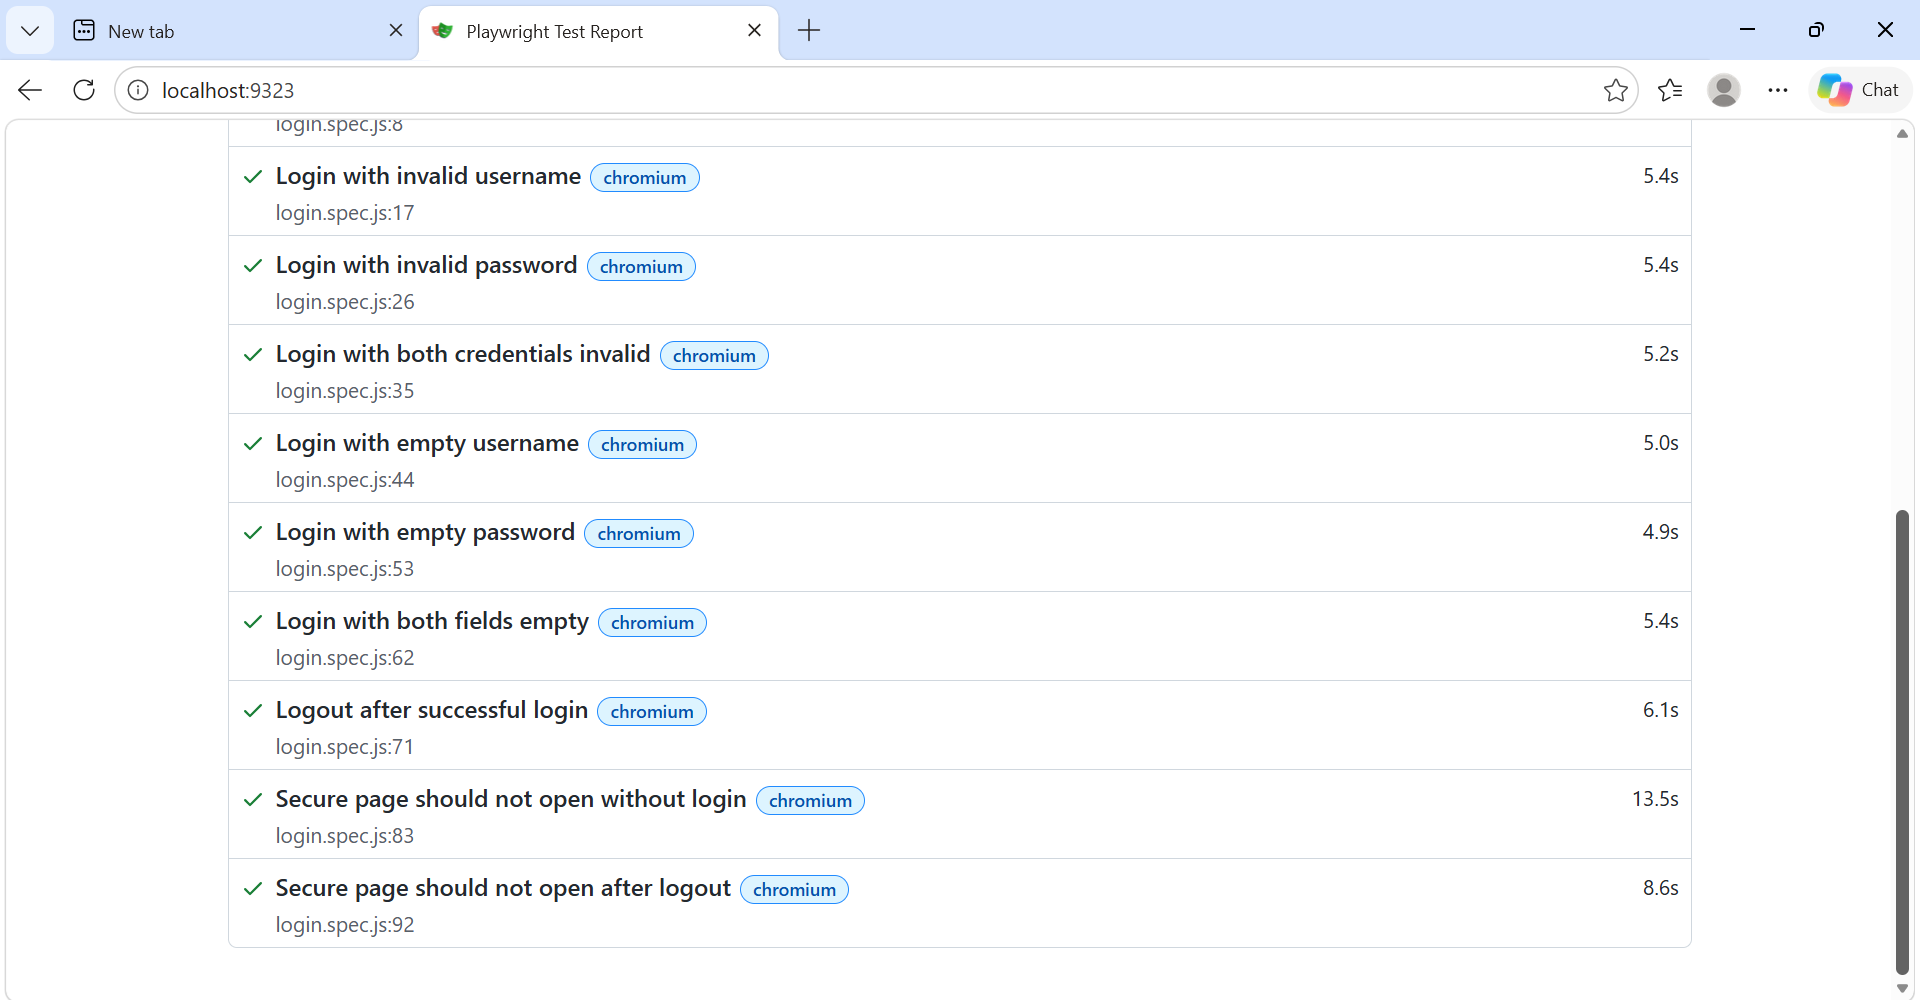 New tab
Playwright Test Report
localhost:9323
Chat
login.spec.js:8
Login with invalid username chromium 5.4s
login.spec.js:17
Login with invalid password chromium 5.4s
login.spec.js:26
Login with both credentials invalid chromium 5.2s
login.spec.js:35
Login with empty username chromium 5.0s
login.spec.js:44
Login with empty password chromium 4.9s
login.spec.js:53
Login with both fields empty chromium 5.4s
login.spec.js:62
Logout after successful login chromium 6.1s
login.spec.js:71
Secure page should not open without login chromium 13.5s
login.spec.js:83
Secure page should not open after logout chromium 8.6s
login.spec.js:92